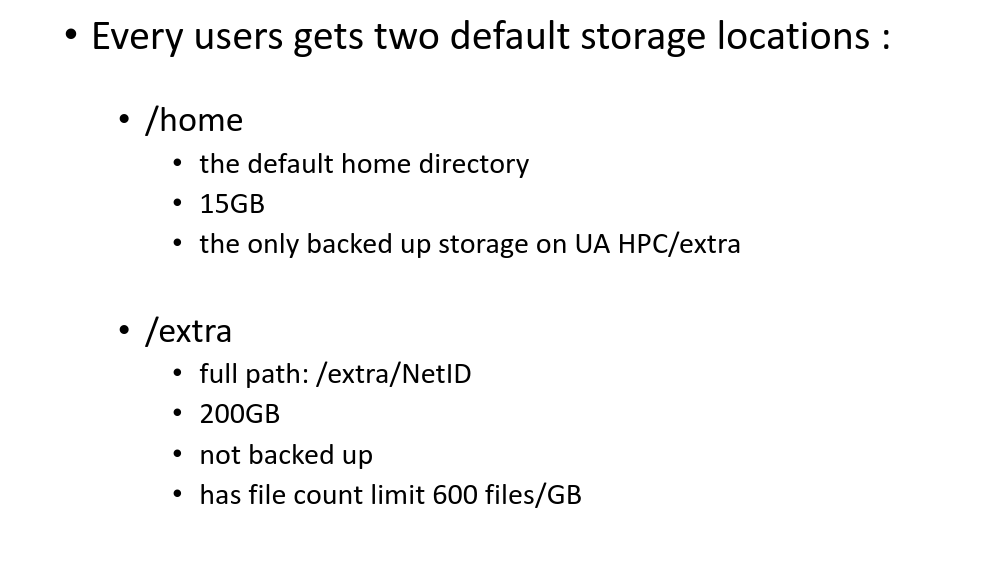 • Every users gets two default storage locations :
• /home
• the default home directory
• 15GB
• the only backed up storage on UA HPC/extra
• /extra
• full path: /extra/NetID
• 200GB
• not backed up
• has file count limit 600 files/GB